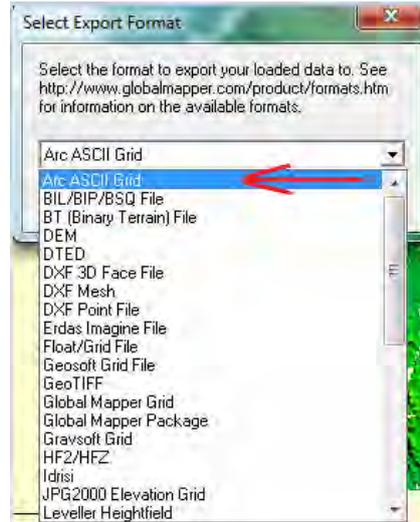 Select Export Format
Select the format to export your loaded data to. See
http://www.globalmapper.com/product/formats.htm
for information on the available formats.
Arc ASCII Grid
Arc ASCII Grid
BIL/BIP/BSQ File
BT (Binary Terrain) File
DEM
DTED
DXF 3D Face File
DXF Mesh
DXF Point File
Erdas Imagine File
Float/Grid File
Geosoft Grid File
GeoTIFF
Global Mapper Grid
Global Mapper Package
Gravsoft Grid
HF2/HFZ
Idrisi
JPG2000 Elevation Grid
Leveller Heightfield